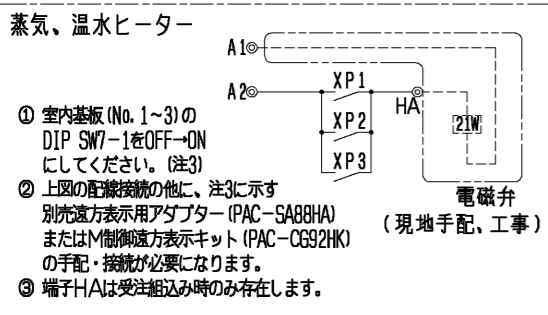 蒸気、温水ヒーター
A1
A2
XP1
XP2
XP3
HA
21W
電磁弁
(現地手配、工事)
① 室内基板(No.1~3)の
DIP SW7-1をOFF→ON
にしてください。(注3)
② 上図の配線接続の他に、注3に示す
別売遠方表示用アダプター(PAC-SA88HA)
またはM制御遠方表示キット(PAC-CG92HK)
の手配・接続が必要になります。
③ 端子HAは受注組込み時のみ存在します。